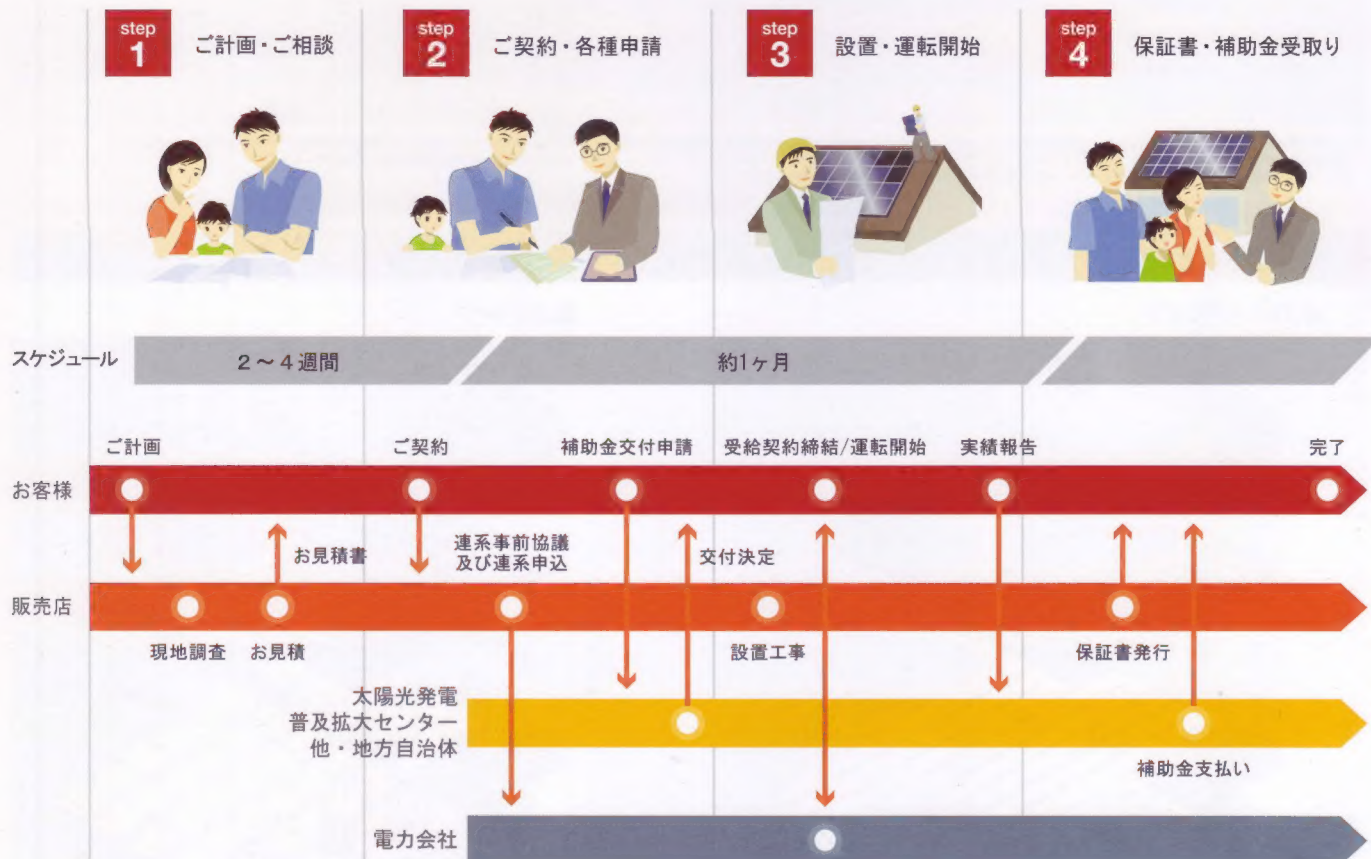 step
1
ご計画・ご相談
step
2
ご契約・各種申請
step
3
設置・運転開始
step
4
保証書・補助金受取り
スケジュール
2～4週間
約1ヶ月
ご計画
ご契約
補助金交付申請
受給契約締結/運転開始
実績報告
完了
お客様
お見積書
連系事前協議
及び連系申込
交付決定
販売店
現地調査
お見積
設置工事
保証書発行
太陽光発電
普及拡大センター
他・地方自治体
補助金支払い
電力会社